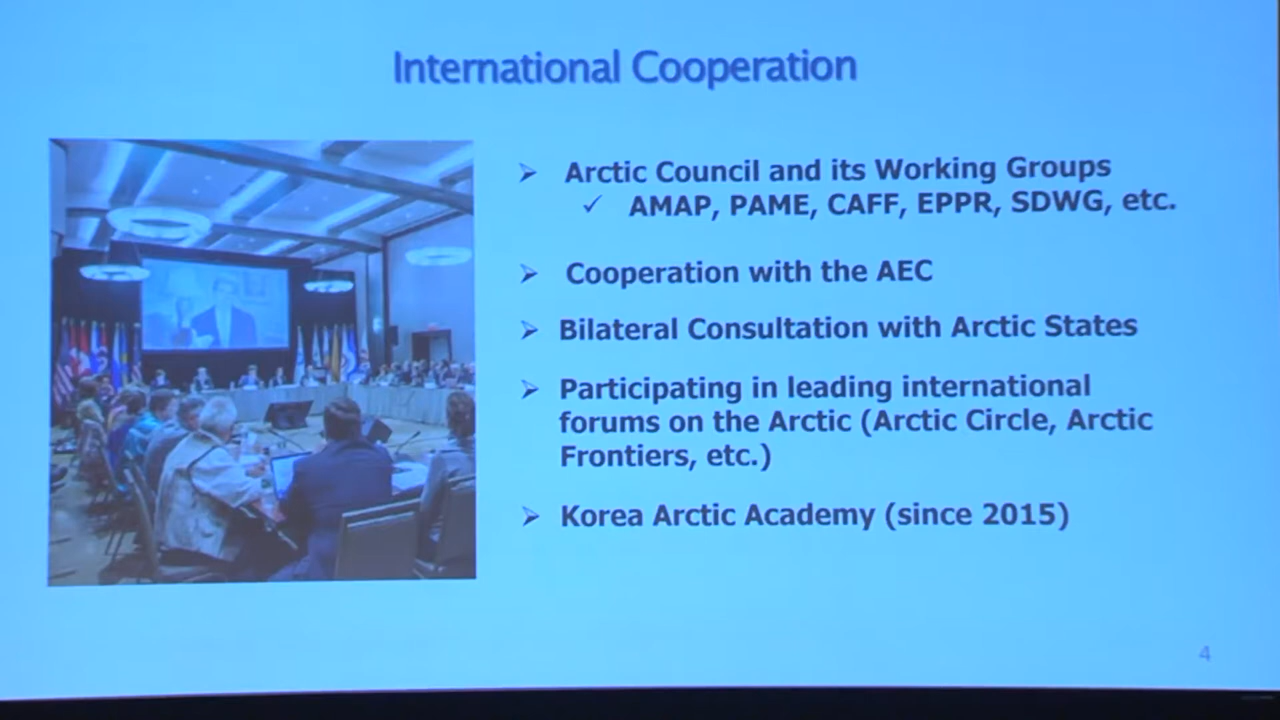 International Cooperation
➢ Arctic Council and its Working Groups
✓ AMAP, PAME, CAFF, EPPR, SDWG, etc.
➢ Cooperation with the AEC
➢ Bilateral Consultation with Arctic States
➢ Participating in leading international
forums on the Arctic (Arctic Circle, Arctic
Frontiers, etc.)
➢ Korea Arctic Academy (since 2015)
4